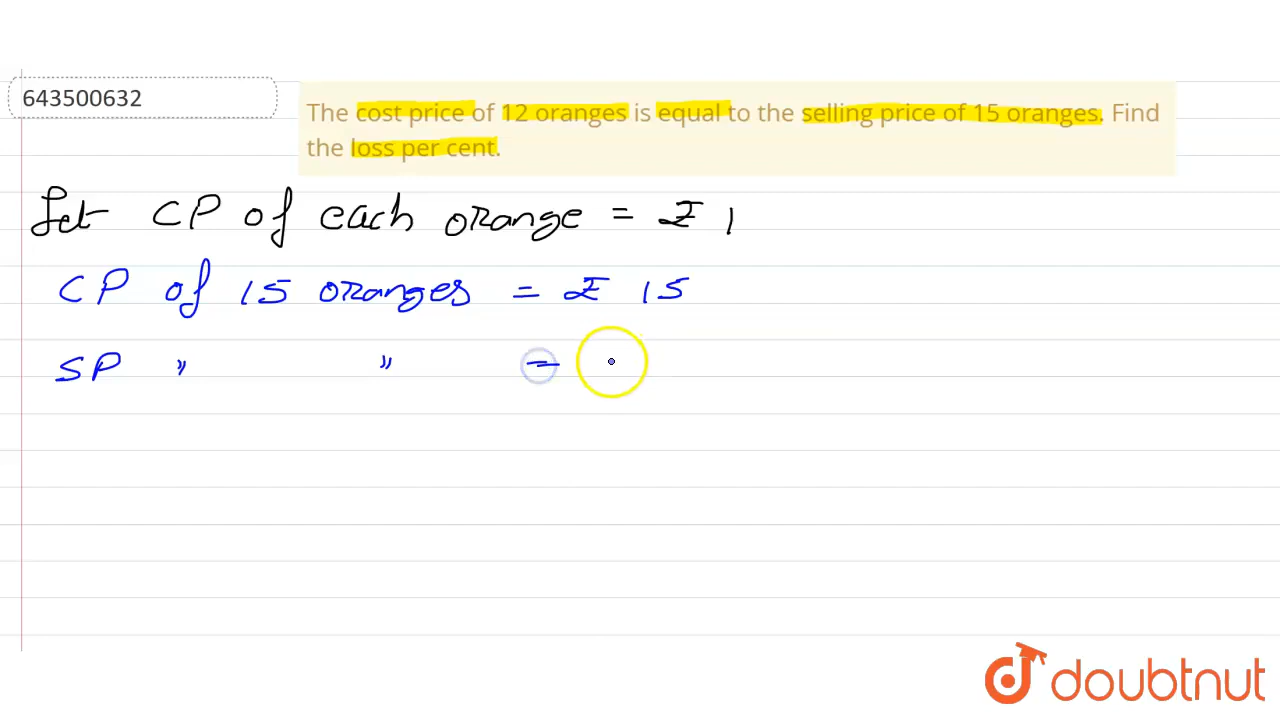 643500632
The cost price of 12 oranges is equal to the selling price of 15 oranges. Find
the loss per cent.
Let CP of each orange = ₹ 1
CP of 15 oranges = ₹ 15
SP " " =
doubtnut